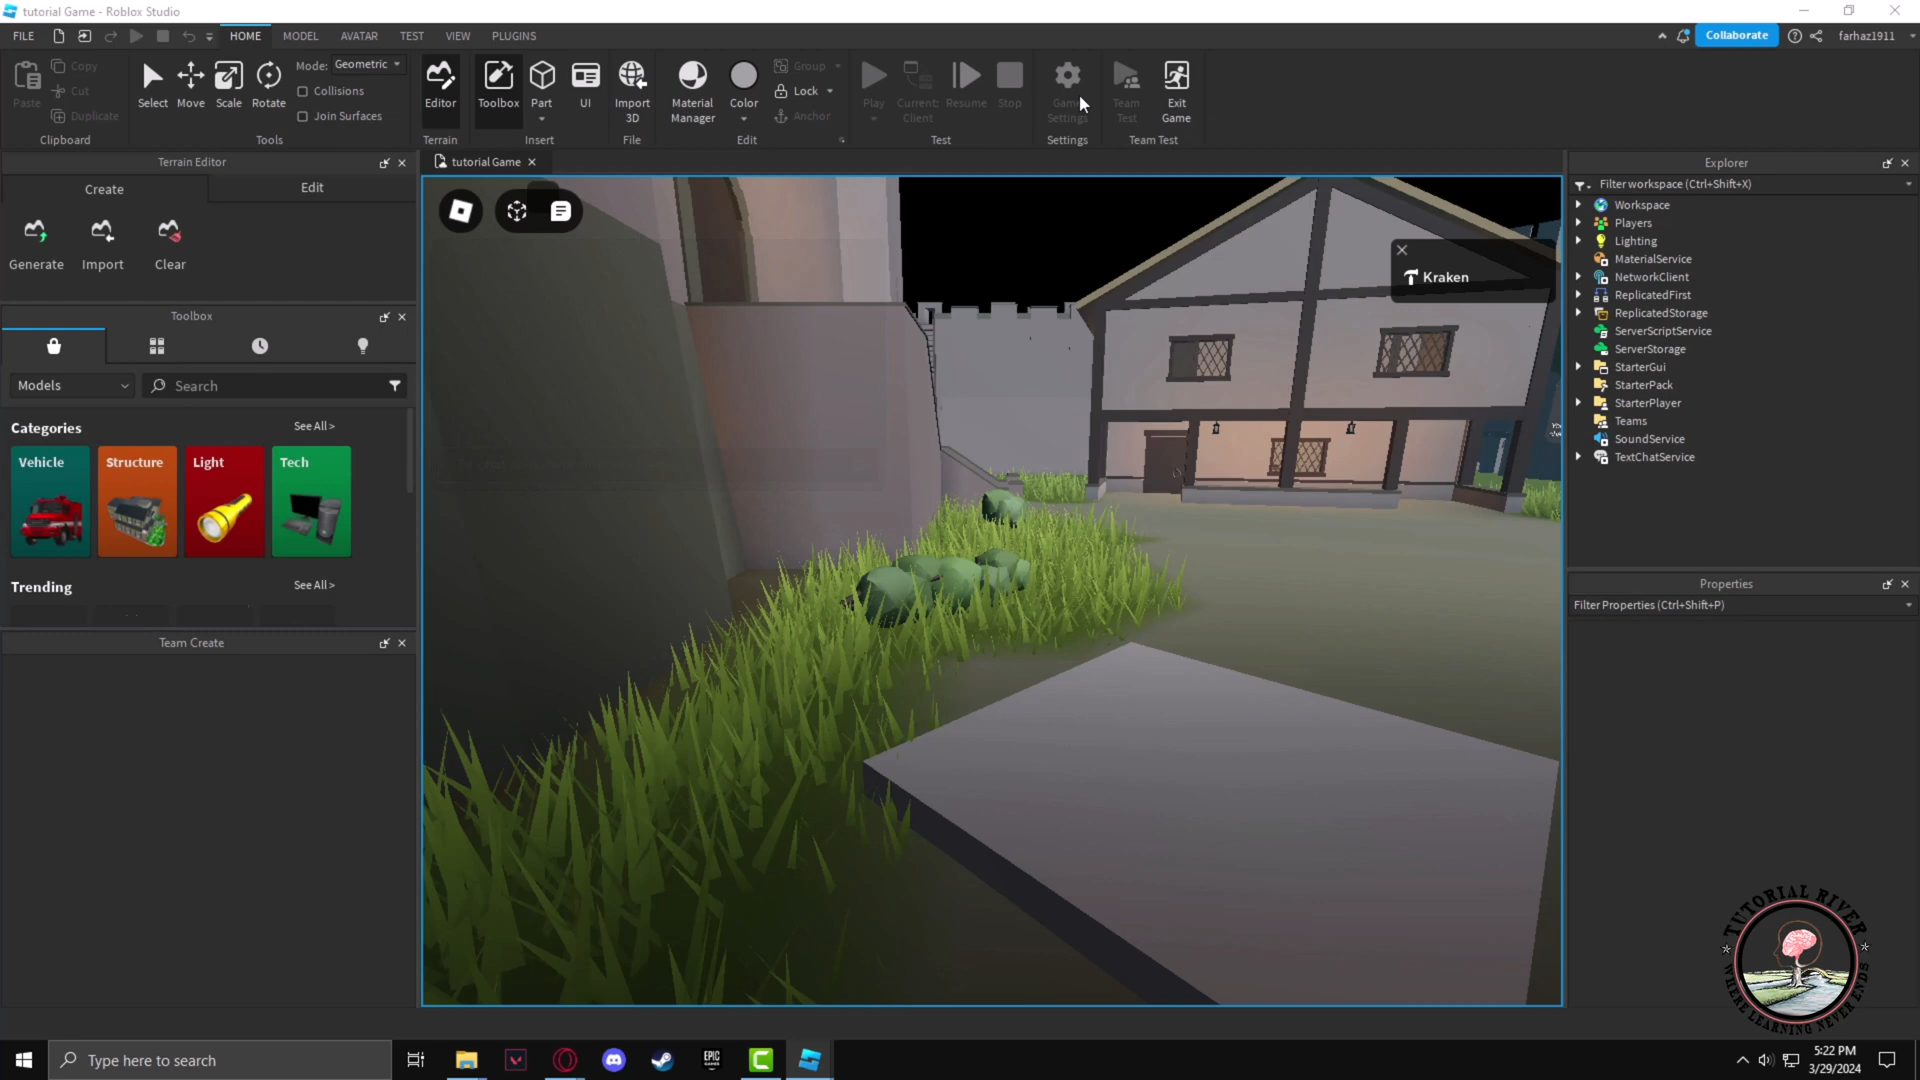 tutorial Game - Roblox Studio
FILE
HOME
MODEL
AVATAR
TEST
VIEW
PLUGINS
Collaborate
farhaz1911
Paste
Copy
Cut
Duplicate
Clipboard
Select
Move
Scale
Rotate
Mode:
Geometric
Collisions
Join Surfaces
Tools
Editor
Terrain
Toolbox
Part
UI
Insert
Import
3D
File
Material
Manager
Color
Group
Lock
Anchor
Edit
Play
Current:
Client
Resume
Stop
Test
Game
Settings
Settings
Team
Test
Exit
Game
Team Test
Terrain Editor
Create
Edit
Generate
Import
Clear
Toolbox
Models
Search
Categories
See All >
Vehicle
Structure
Light
Tech
Trending
See All >
Team Create
tutorial Game
Kraken
Explorer
Filter workspace (Ctrl+Shift+X)
Workspace
Players
Lighting
MaterialService
NetworkClient
ReplicatedFirst
ReplicatedStorage
ServerScriptService
ServerStorage
StarterGui
StarterPack
StarterPlayer
Teams
SoundService
TextChatService
Properties
Filter Properties (Ctrl+Shift+P)
TUTORIAL RIVER
WHERE LEARNING NEVER ENDS
Type here to search
EPIC
GAMES
5:22 PM
3/29/2024